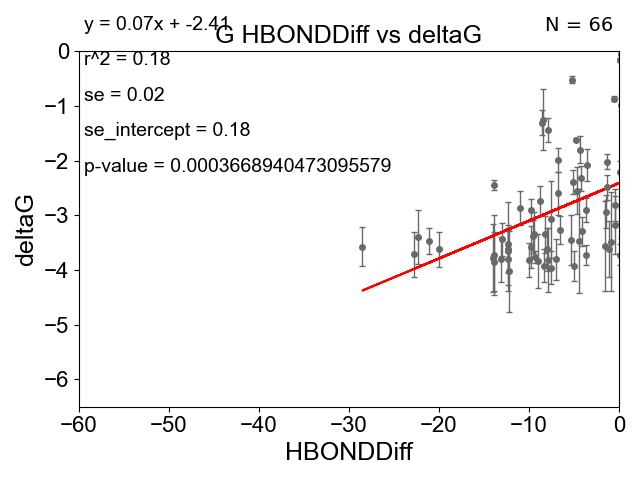 y = 0.07x + -2.41
N = 66
G HBONDDiff vs deltaG
r^2 = 0.18
se = 0.02
se_intercept = 0.18
p-value = 0.0003668940473095579
0
−1
−2
−3
−4
−5
−6
deltaG
−60
−50
−40
−30
−20
−10
0
HBONDDiff